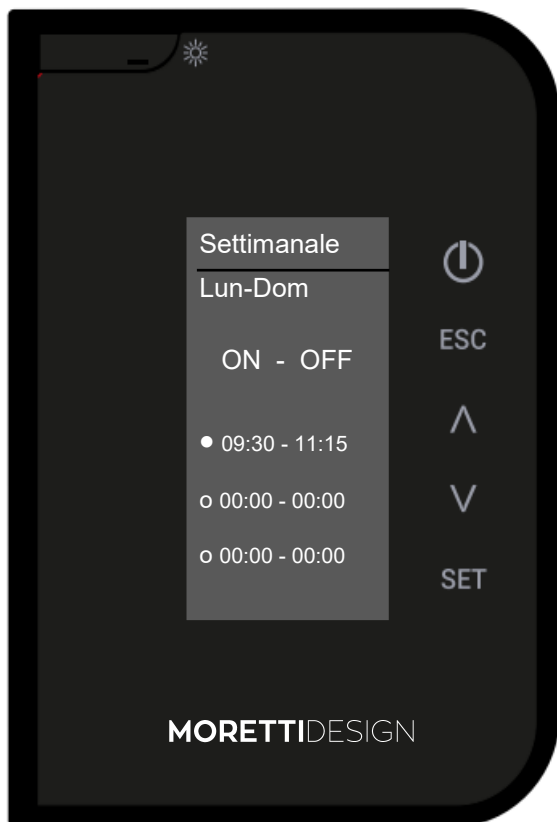 Settimanale
Lun-Dom
ON - OFF
● 09:30 - 11:15
o 00:00 - 00:00
o 00:00 - 00:00
ESC
SET
MORETTIDESIGN